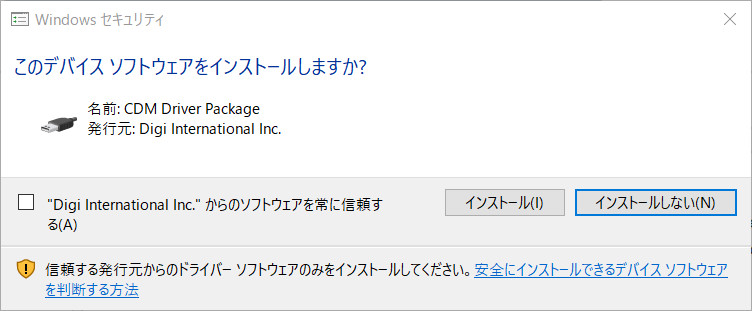 Windows セキュリティ
このデバイス ソフトウェアをインストールしますか?
名前: CDM Driver Package
発行元: Digi International Inc.
"Digi International Inc." からのソフトウェアを常に信頼す
る(A)
インストール(I)
インストールしない(N)
信頼する発行元からのドライバー ソフトウェアのみをインストールしてください。安全にインストールできるデバイス ソフトウェア
を判断する方法